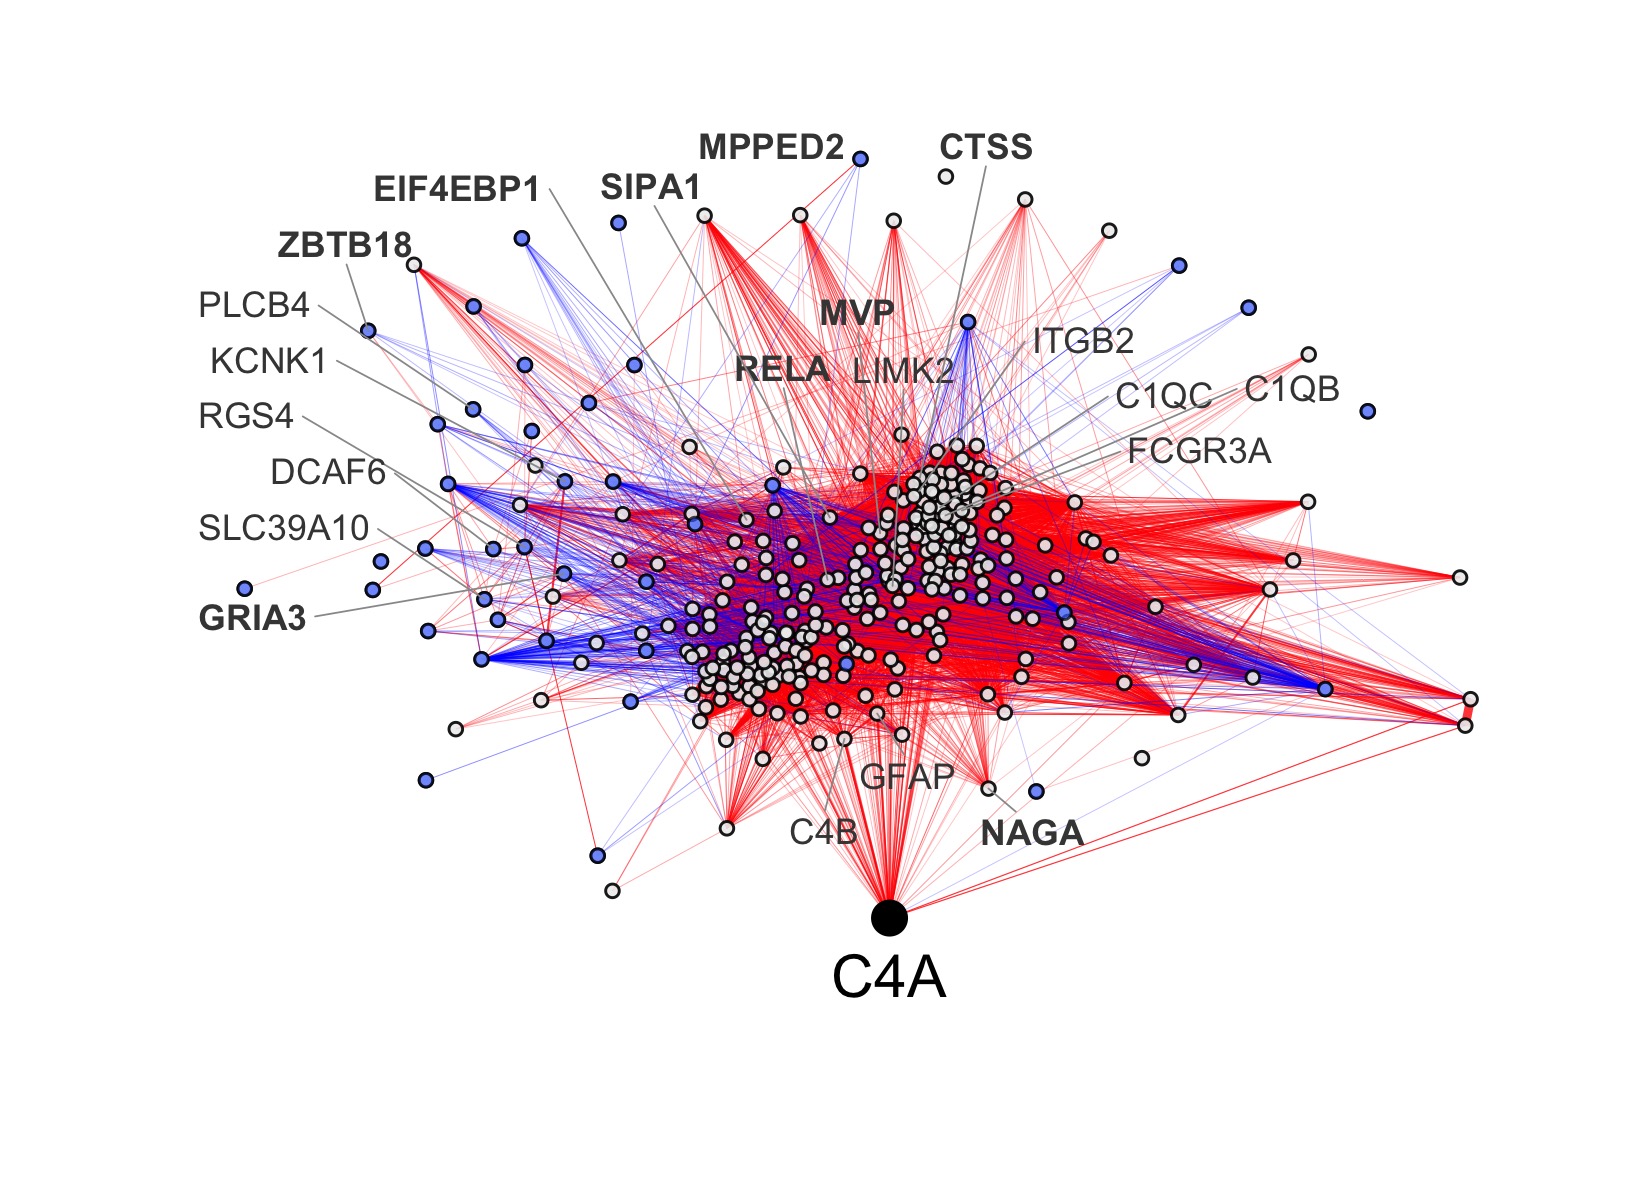 MPPED2
CTSS
EIF4EBP1
SIPA1
ZBTB18
PLCB4
MVP
ITGB2
KCNK1
RELA
LIMK2
C1QC
C1QB
RGS4
FCGR3A
DCAF6
SLC39A10
GRIA3
GFAP
C4B
NAGA
C4A